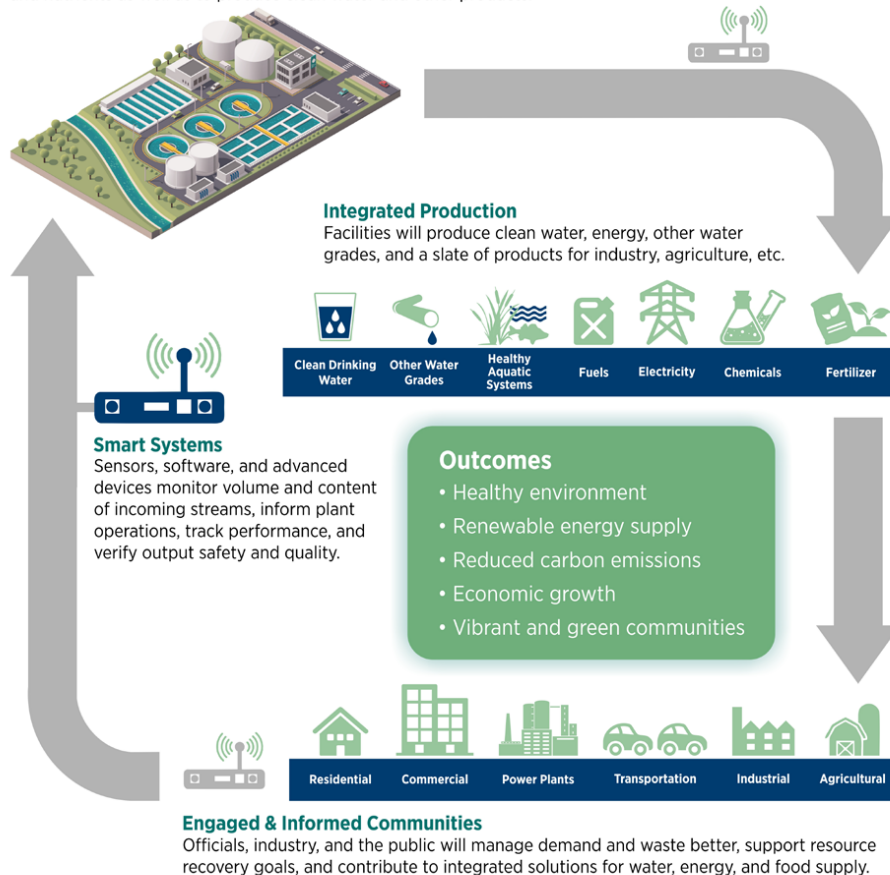 Integrated Production
Facilities will produce clean water, energy, other water
grades, and a slate of products for industry, agriculture, etc.
Clean Drinking
Water
Other Water
Grades
Healthy
Aquatic
Systems
Fuels
Electricity
Chemicals
Fertilizer
Smart Systems
Sensors, software, and advanced
devices monitor volume and content
of incoming streams, inform plant
operations, track performance, and
verify output safety and quality.
Outcomes
• Healthy environment
• Renewable energy supply
• Reduced carbon emissions
• Economic growth
• Vibrant and green communities
Residential
Commercial
Power Plants
Transportation
Industrial
Agricultural
Engaged & Informed Communities
Officials, industry, and the public will manage demand and waste better, support resource
recovery goals, and contribute to integrated solutions for water, energy, and food supply.